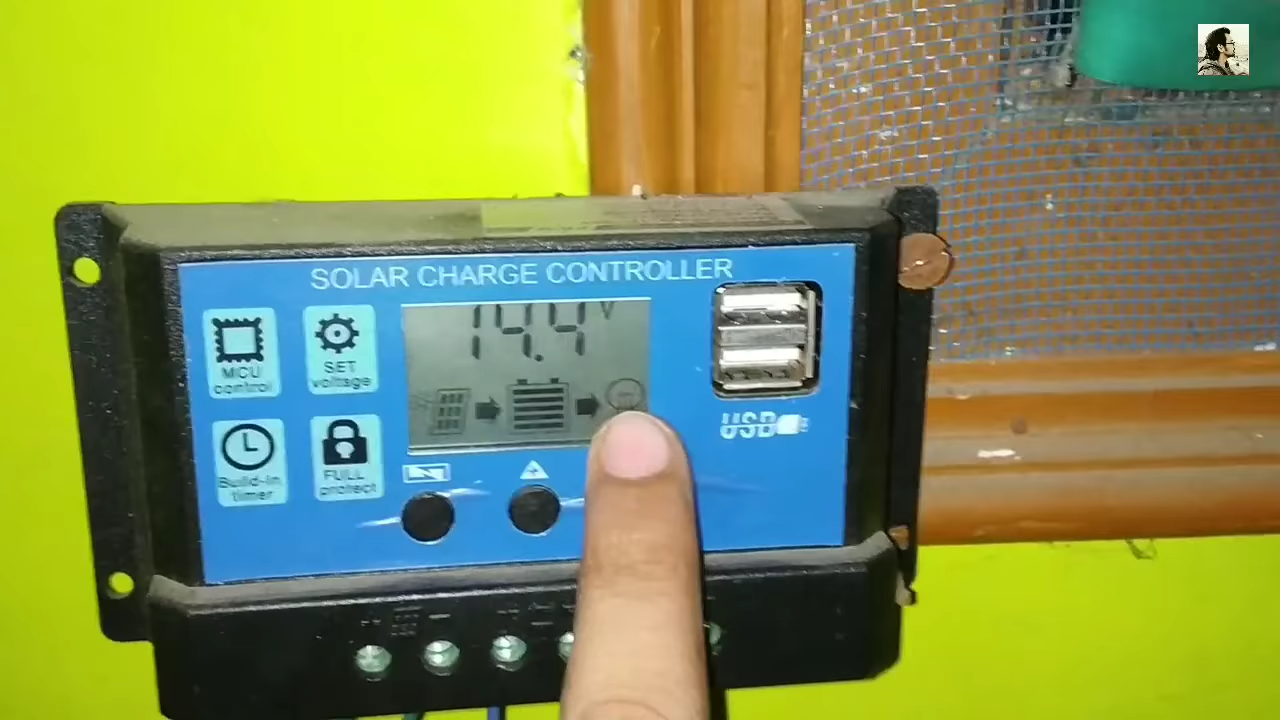 SOLAR CHARGE CONTROLLER
14.4 V
MCU
control
SET
voltage
Build-in
timer
FULL
protect
USB